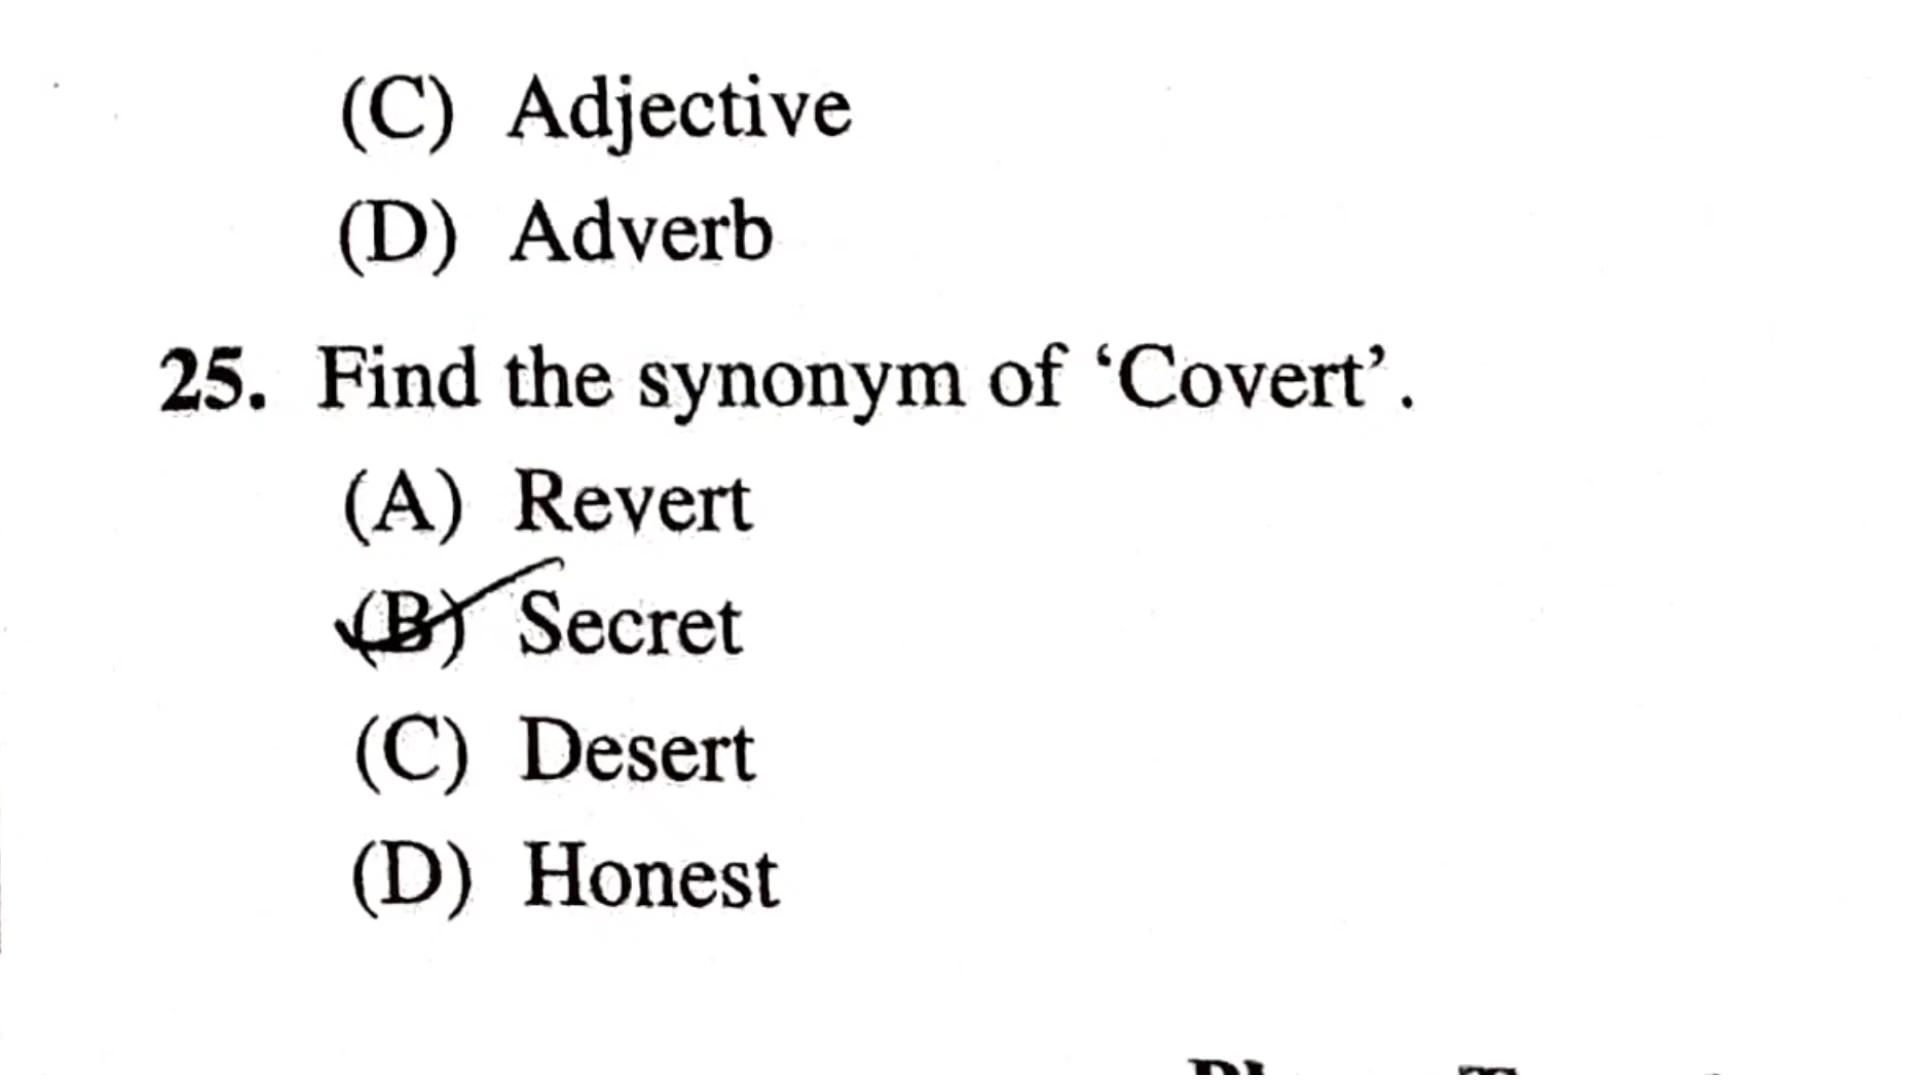 (C) Adjective
(D) Adverb
25. Find the synonym of ‘Covert’.
(A) Revert
(B) Secret
(C) Desert
(D) Honest